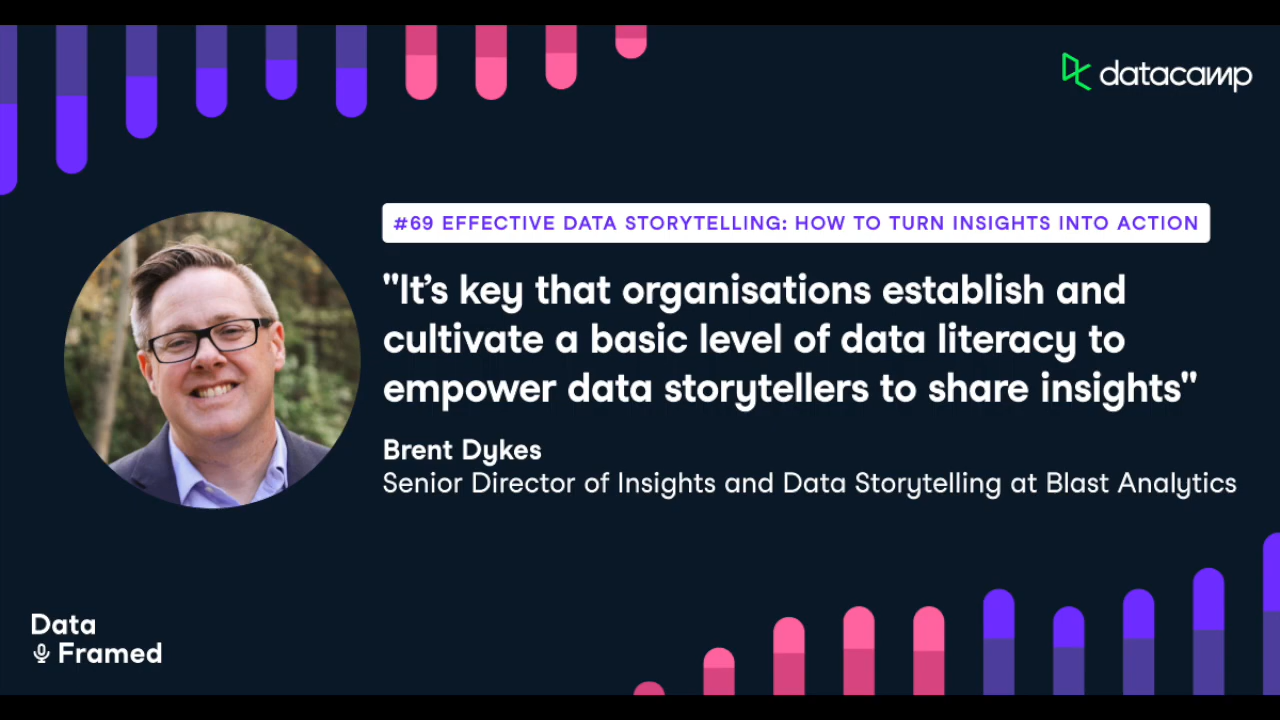 datacamp
#69 EFFECTIVE DATA STORYTELLING: HOW TO TURN INSIGHTS INTO ACTION
"It’s key that organisations establish and
cultivate a basic level of data literacy to
empower data storytellers to share insights"
Brent Dykes
Senior Director of Insights and Data Storytelling at Blast Analytics
Data
Framed